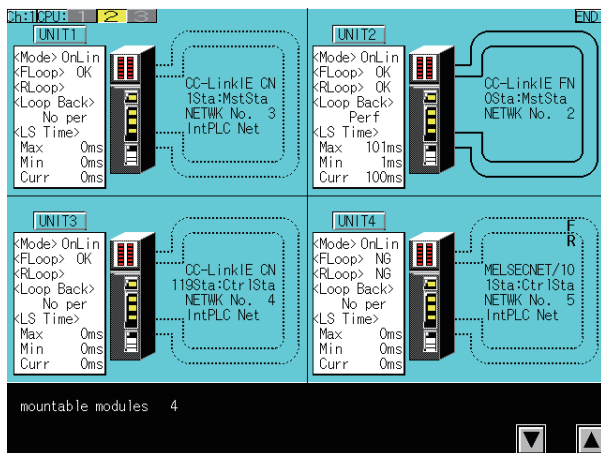 Ch:1 CPU: 1 2 3 END
UNIT1
<Mode> OnLin
<FLoop> OK
<RLoop>
<Loop Back>
No per
<LS Time>
Max 0ms
Min 0ms
Curr 0ms
CC-LinkIE CN
1Sta:MstSta
NETWK No. 3
IntPLC Net
UNIT2
<Mode> OnLin
<FLoop> OK
<RLoop> OK
<Loop Back>
Perf
<LS Time>
Max 101ms
Min 1ms
Curr 100ms
CC-LinkIE FN
0Sta:MstSta
NETWK No. 2
UNIT3
<Mode> OnLin
<FLoop> OK
<RLoop>
<Loop Back>
No per
<LS Time>
Max 0ms
Min 0ms
Curr 0ms
CC-LinkIE CN
119Sta:CtrlSta
NETWK No. 4
IntPLC Net
UNIT4
<Mode> OnLin
<FLoop> NG
<RLoop> NG
<Loop Back>
No per
<LS Time>
Max 0ms
Min 0ms
Curr 0ms
F
R
MELSECNET/10
1Sta:CtrlSta
NETWK No. 5
IntPLC Net
mountable modules 4